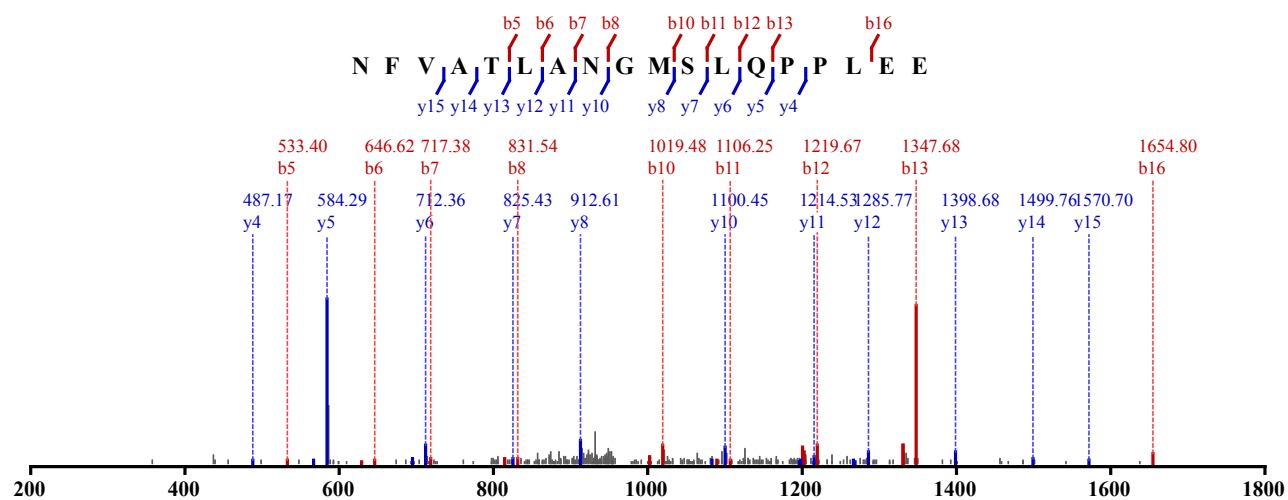 b5 b6 b7 b8 b10 b11 b12 b13 b16
N F V A T L A N G M S L Q P P L E E
y15 y14 y13 y12 y11 y10 y8 y7 y6 y5 y4
533.40 646.62 717.38 831.54 1019.48 1106.25 1219.67 1347.68 1654.80
b5 b6 b7 b8 b10 b11 b12 b13 b16
487.17 584.29 712.36 825.43 912.61 1100.45 1214.53 1285.77 1398.68 1499.76 1570.70
y4 y5 y6 y7 y8 y10 y11 y12 y13 y14 y15
200 400 600 800 1000 1200 1400 1600 1800